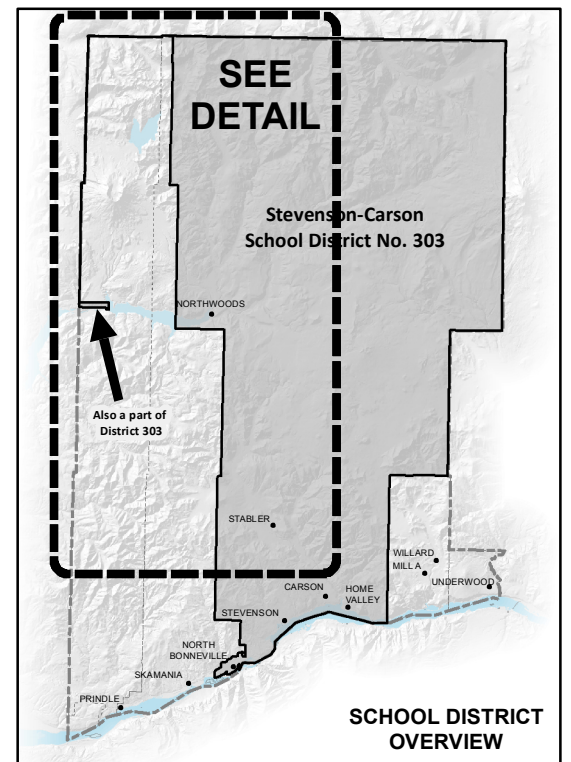 SEE
DETAIL
Stevenson-Carson
School District No. 303
NORTHWOODS
Also a part of
District 303
STABLER
WILLARD
MILL A
UNDERWOOD
CARSON
HOME
VALLEY
STEVENSON
NORTH
BONNEVILLE
SKAMANIA
PRINDLE
SCHOOL DISTRICT
OVERVIEW